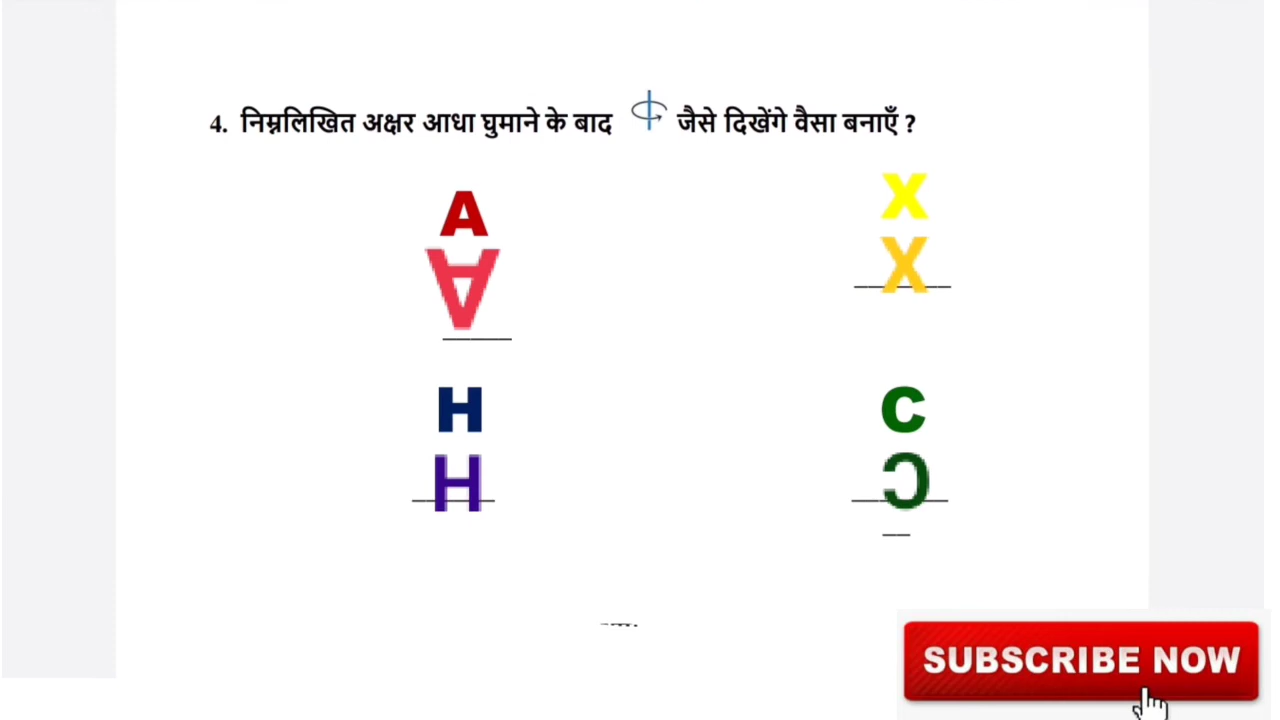 4. निम्नलिखित अक्षर आधा घुमाने के बाद जैसे दिखेंगे वैसा बनाएँ ?
A X
∀ X
H C
H Ɔ
SUBSCRIBE NOW